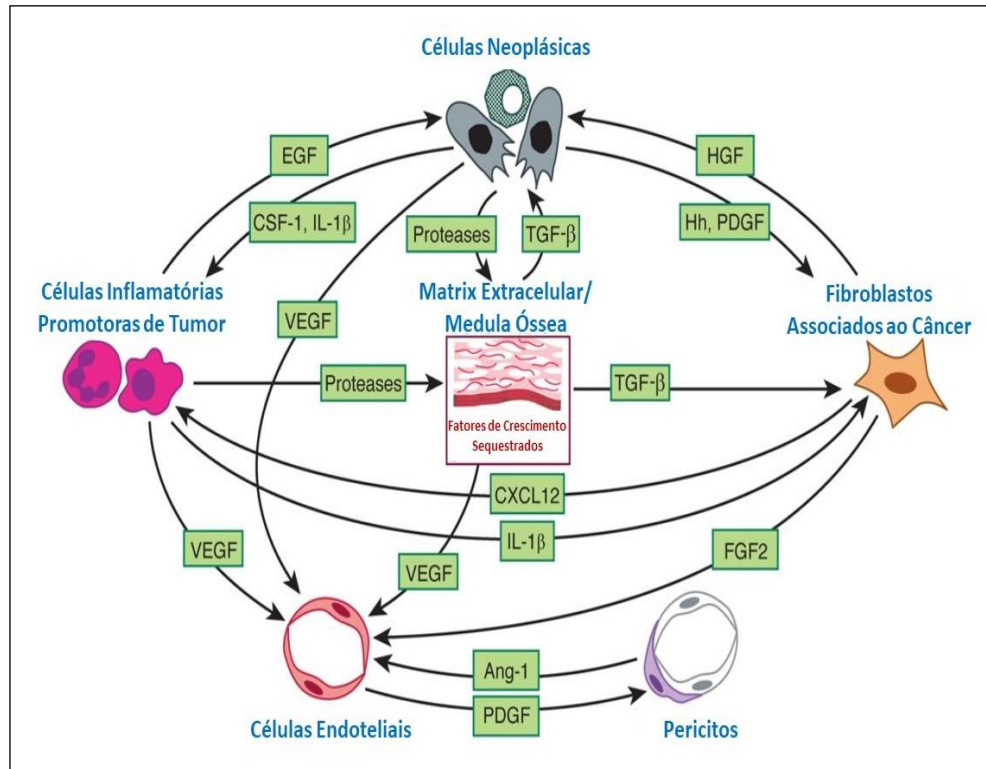 Células Neoplásicas
EGF
HGF
CSF-1, IL-1β
Hh, PDGF
Proteases
TGF-β
Células Inflamatórias
Promotoras de Tumor
Matrix Extracelular/
Medula Óssea
Fibroblastos
Associados ao Câncer
VEGF
Proteases
TGF-β
Fatores de Crescimento
Sequestrados
CXCL12
IL-1β
VEGF
VEGF
FGF2
Ang-1
PDGF
Células Endoteliais
Pericitos